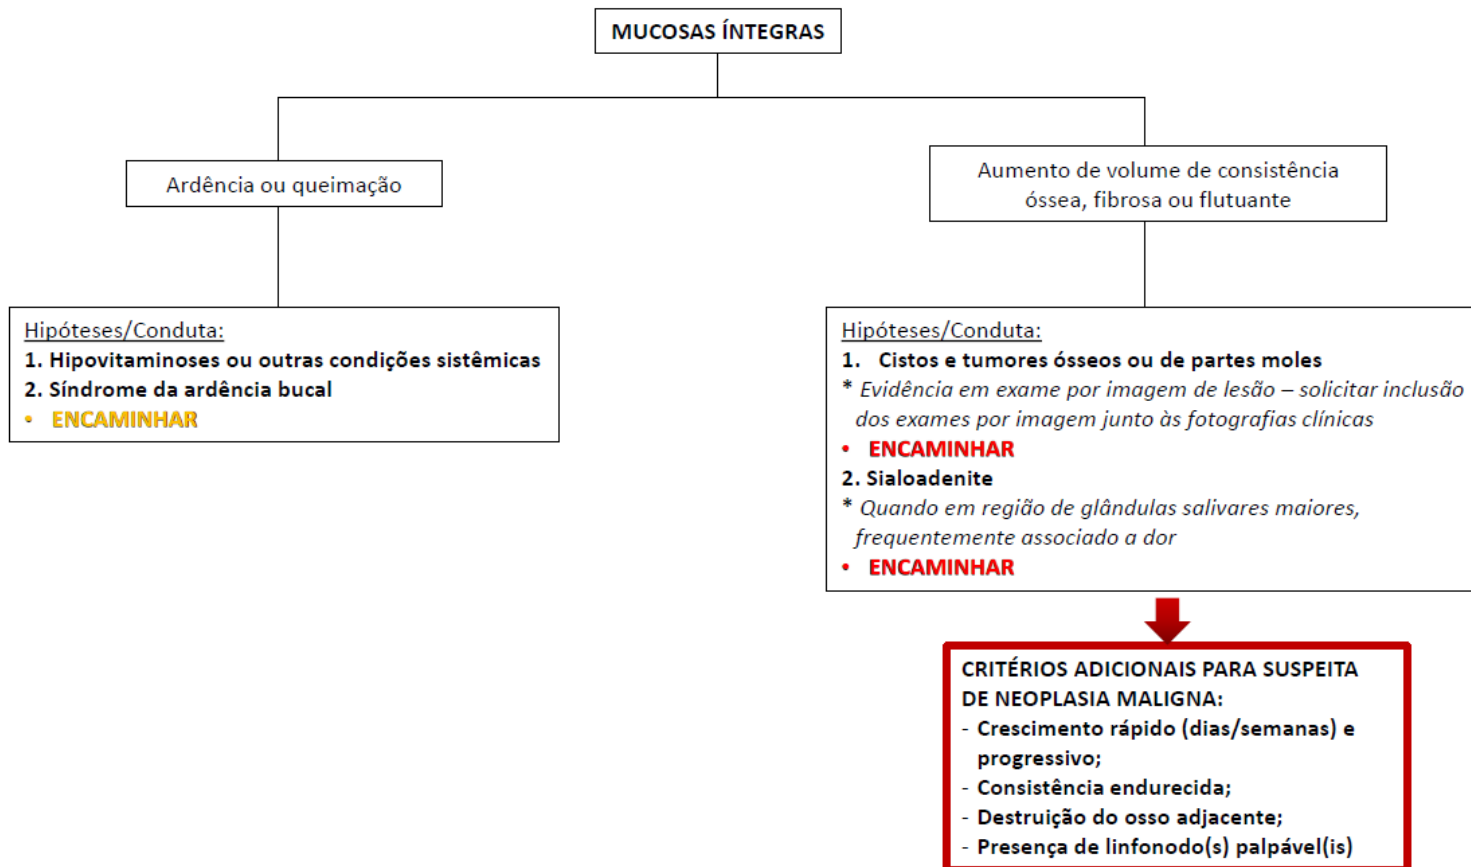 MUCOSAS ÍNTEGRAS
Ardência ou queimação
Aumento de volume de consistência
óssea, fibrosa ou flutuante
Hipóteses/Conduta:
1. Hipovitaminoses ou outras condições sistêmicas
2. Síndrome da ardência bucal
• ENCAMINHAR
Hipóteses/Conduta:
1. Cistos e tumores ósseos ou de partes moles
* Evidência em exame por imagem de lesão – solicitar inclusão
dos exames por imagem junto às fotografias clínicas
• ENCAMINHAR
2. Sialoadenite
* Quando em região de glândulas salivares maiores,
frequentemente associado a dor
• ENCAMINHAR
CRITÉRIOS ADICIONAIS PARA SUSPEITA
DE NEOPLASIA MALIGNA:
- Crescimento rápido (dias/semanas) e
progressivo;
- Consistência endurecida;
- Destruição do osso adjacente;
- Presença de linfonodo(s) palpável(is)